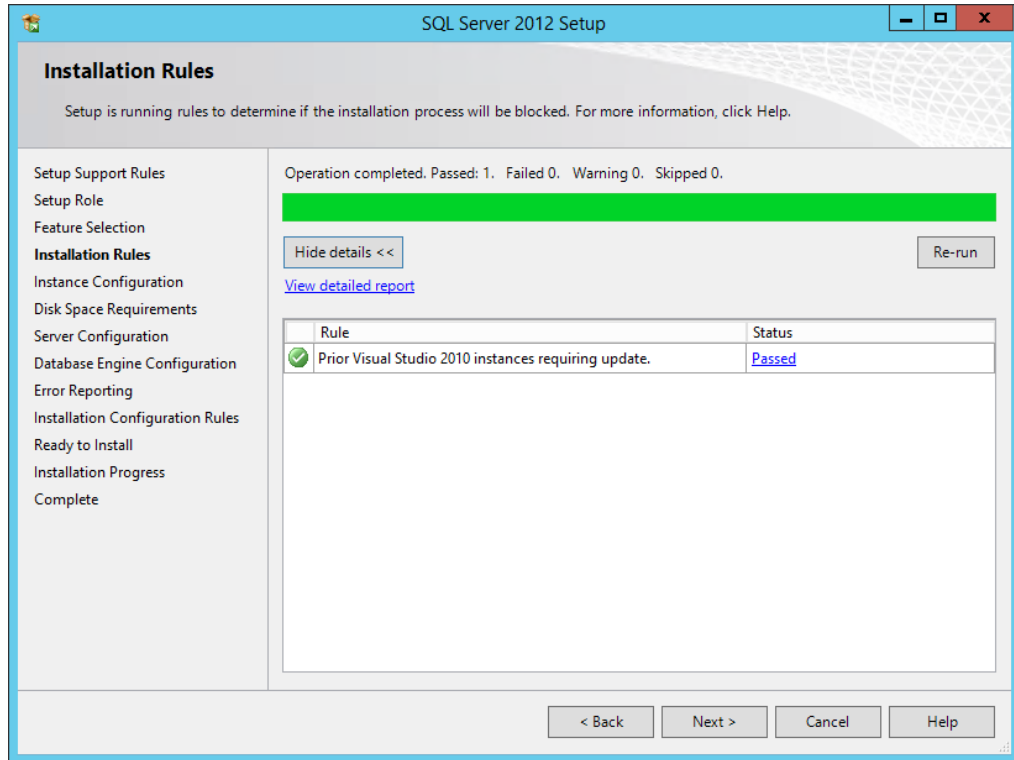 SQL Server 2012 Setup
Installation Rules
Setup is running rules to determine if the installation process will be blocked. For more information, click Help.
Setup Support Rules
Setup Role
Feature Selection
Installation Rules
Instance Configuration
Disk Space Requirements
Server Configuration
Database Engine Configuration
Error Reporting
Installation Configuration Rules
Ready to Install
Installation Progress
Complete
Operation completed. Passed: 1. Failed 0. Warning 0. Skipped 0.
Hide details << Re-run
View detailed report
Rule Status
Prior Visual Studio 2010 instances requiring update. Passed
< Back Next > Cancel Help